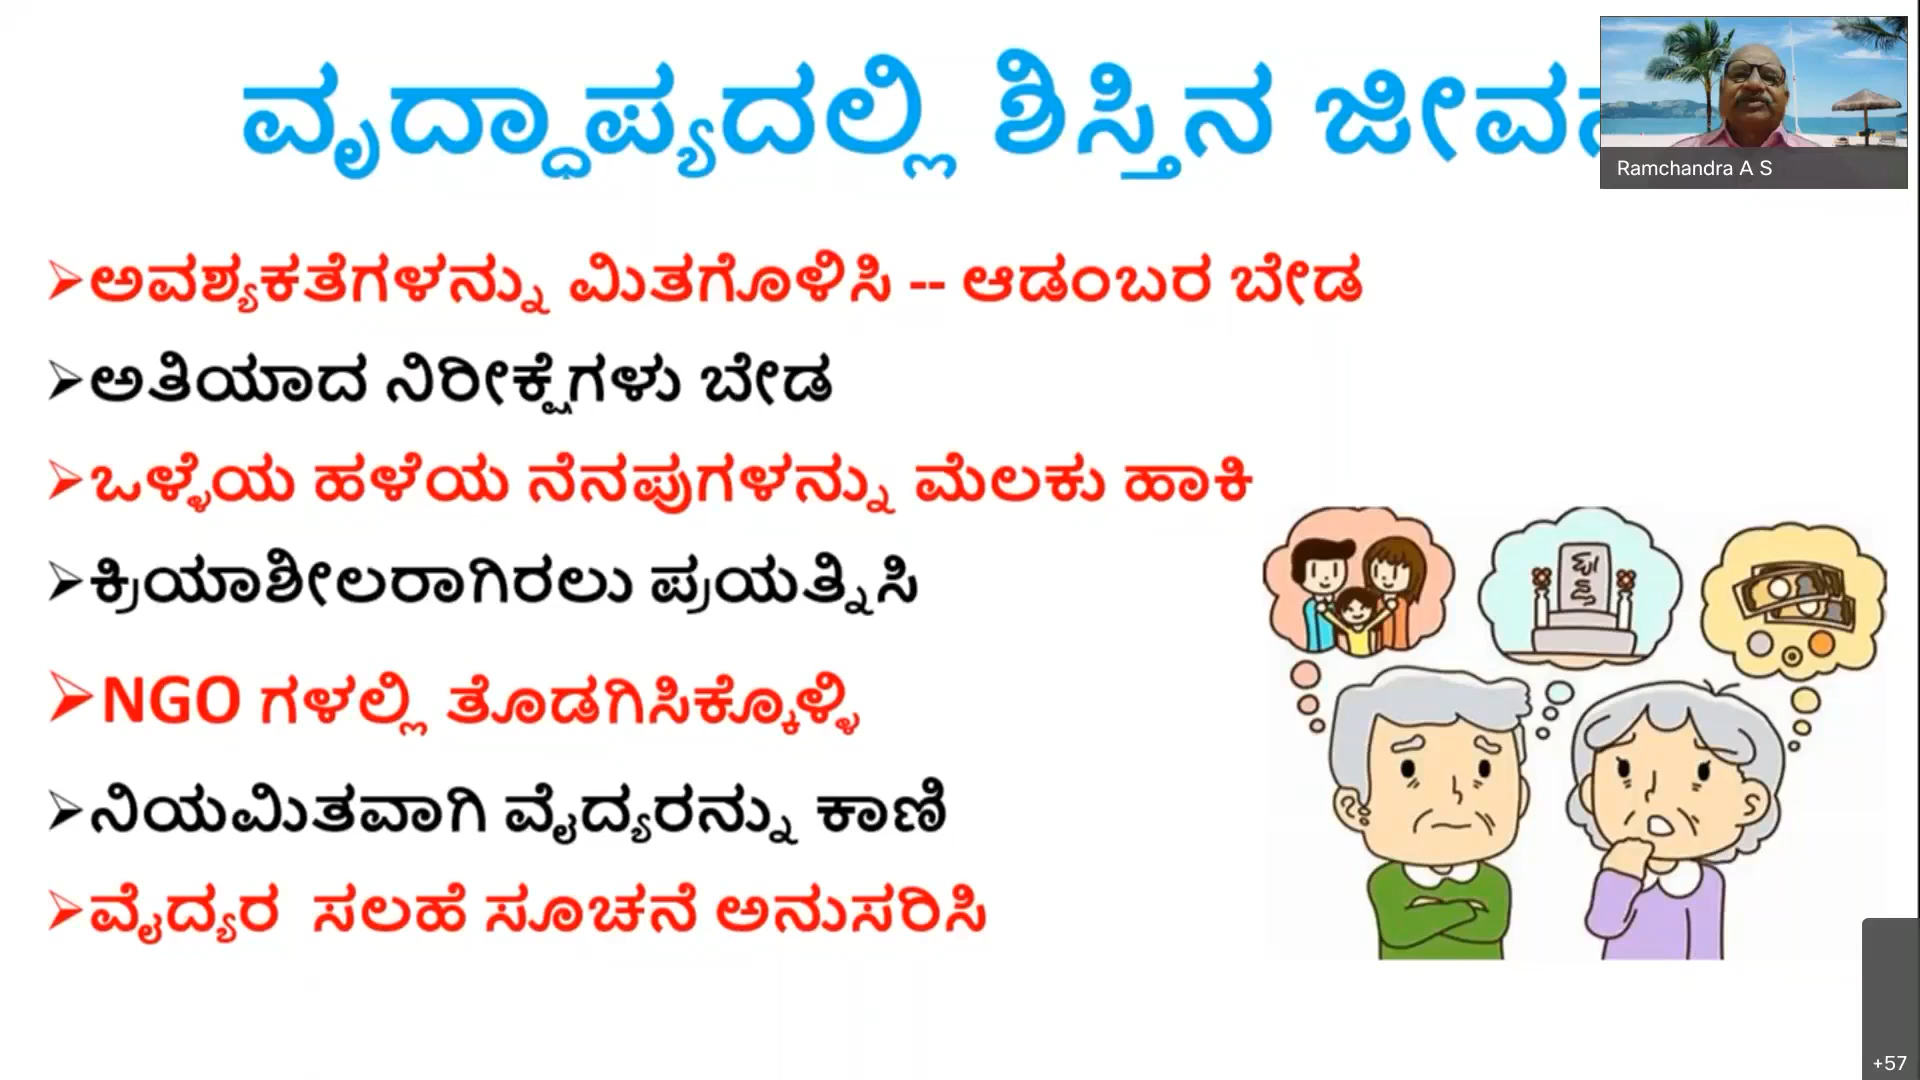 ವೃದ್ಧಾಪ್ಯದಲ್ಲಿ ಶಿಸ್ತಿನ ಜೀವನ
Ramchandra A S
➢ಅವಶ್ಯಕತೆಗಳನ್ನು ಮಿತಗೊಳಿಸಿ -- ಆಡಂಬರ ಬೇಡ
➢ಅತಿಯಾದ ನಿರೀಕ್ಷೆಗಳು ಬೇಡ
➢ಒಳ್ಳೆಯ ಹಳೆಯ ನೆನಪುಗಳನ್ನು ಮೆಲಕು ಹಾಕಿ
➢ಕ್ರಿಯಾಶೀಲರಾಗಿರಲು ಪ್ರಯತ್ನಿಸಿ
➢NGO ಗಳಲ್ಲಿ ತೊಡಗಿಸಿಕೊಳ್ಳಿ
➢ನಿಯಮಿತವಾಗಿ ವೈದ್ಯರನ್ನು ಕಾಣಿ
➢ವೈದ್ಯರ ಸಲಹೆ ಸೂಚನೆ ಅನುಸರಿಸಿ
+57